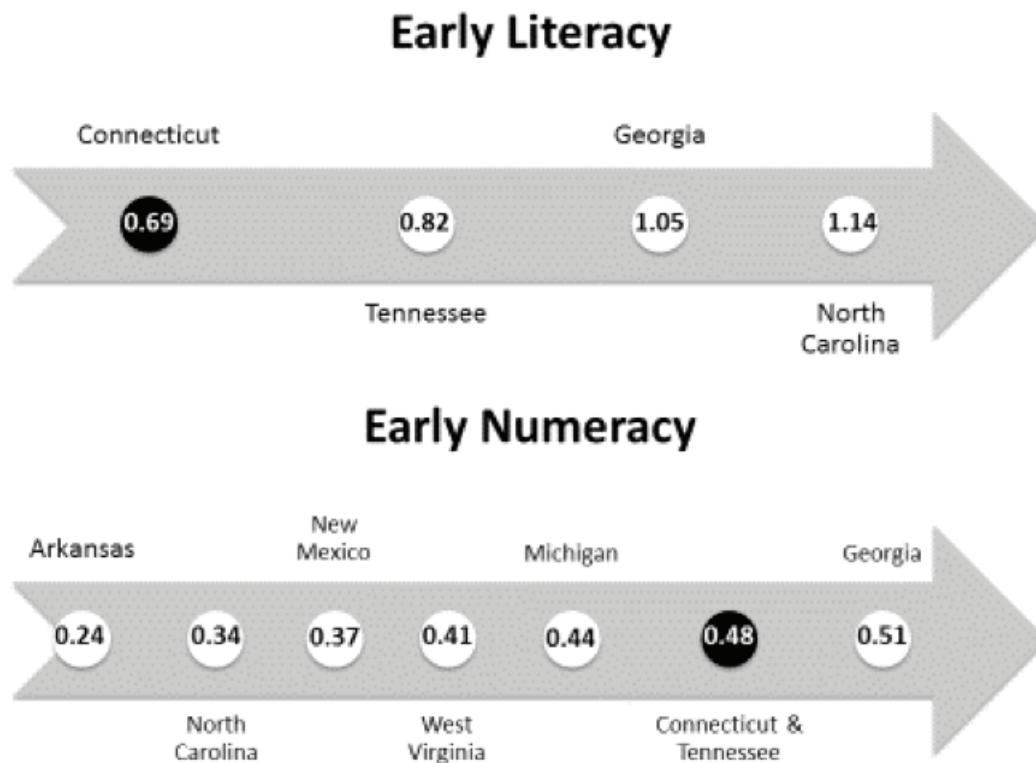 Early Literacy
Connecticut
Georgia
0.69
0.82
1.05
1.14
Tennessee
North
Carolina
Early Numeracy
Arkansas
New
Mexico
Michigan
Georgia
0.24
0.34
0.37
0.41
0.44
0.48
0.51
North
Carolina
West
Virginia
Connecticut &
Tennessee